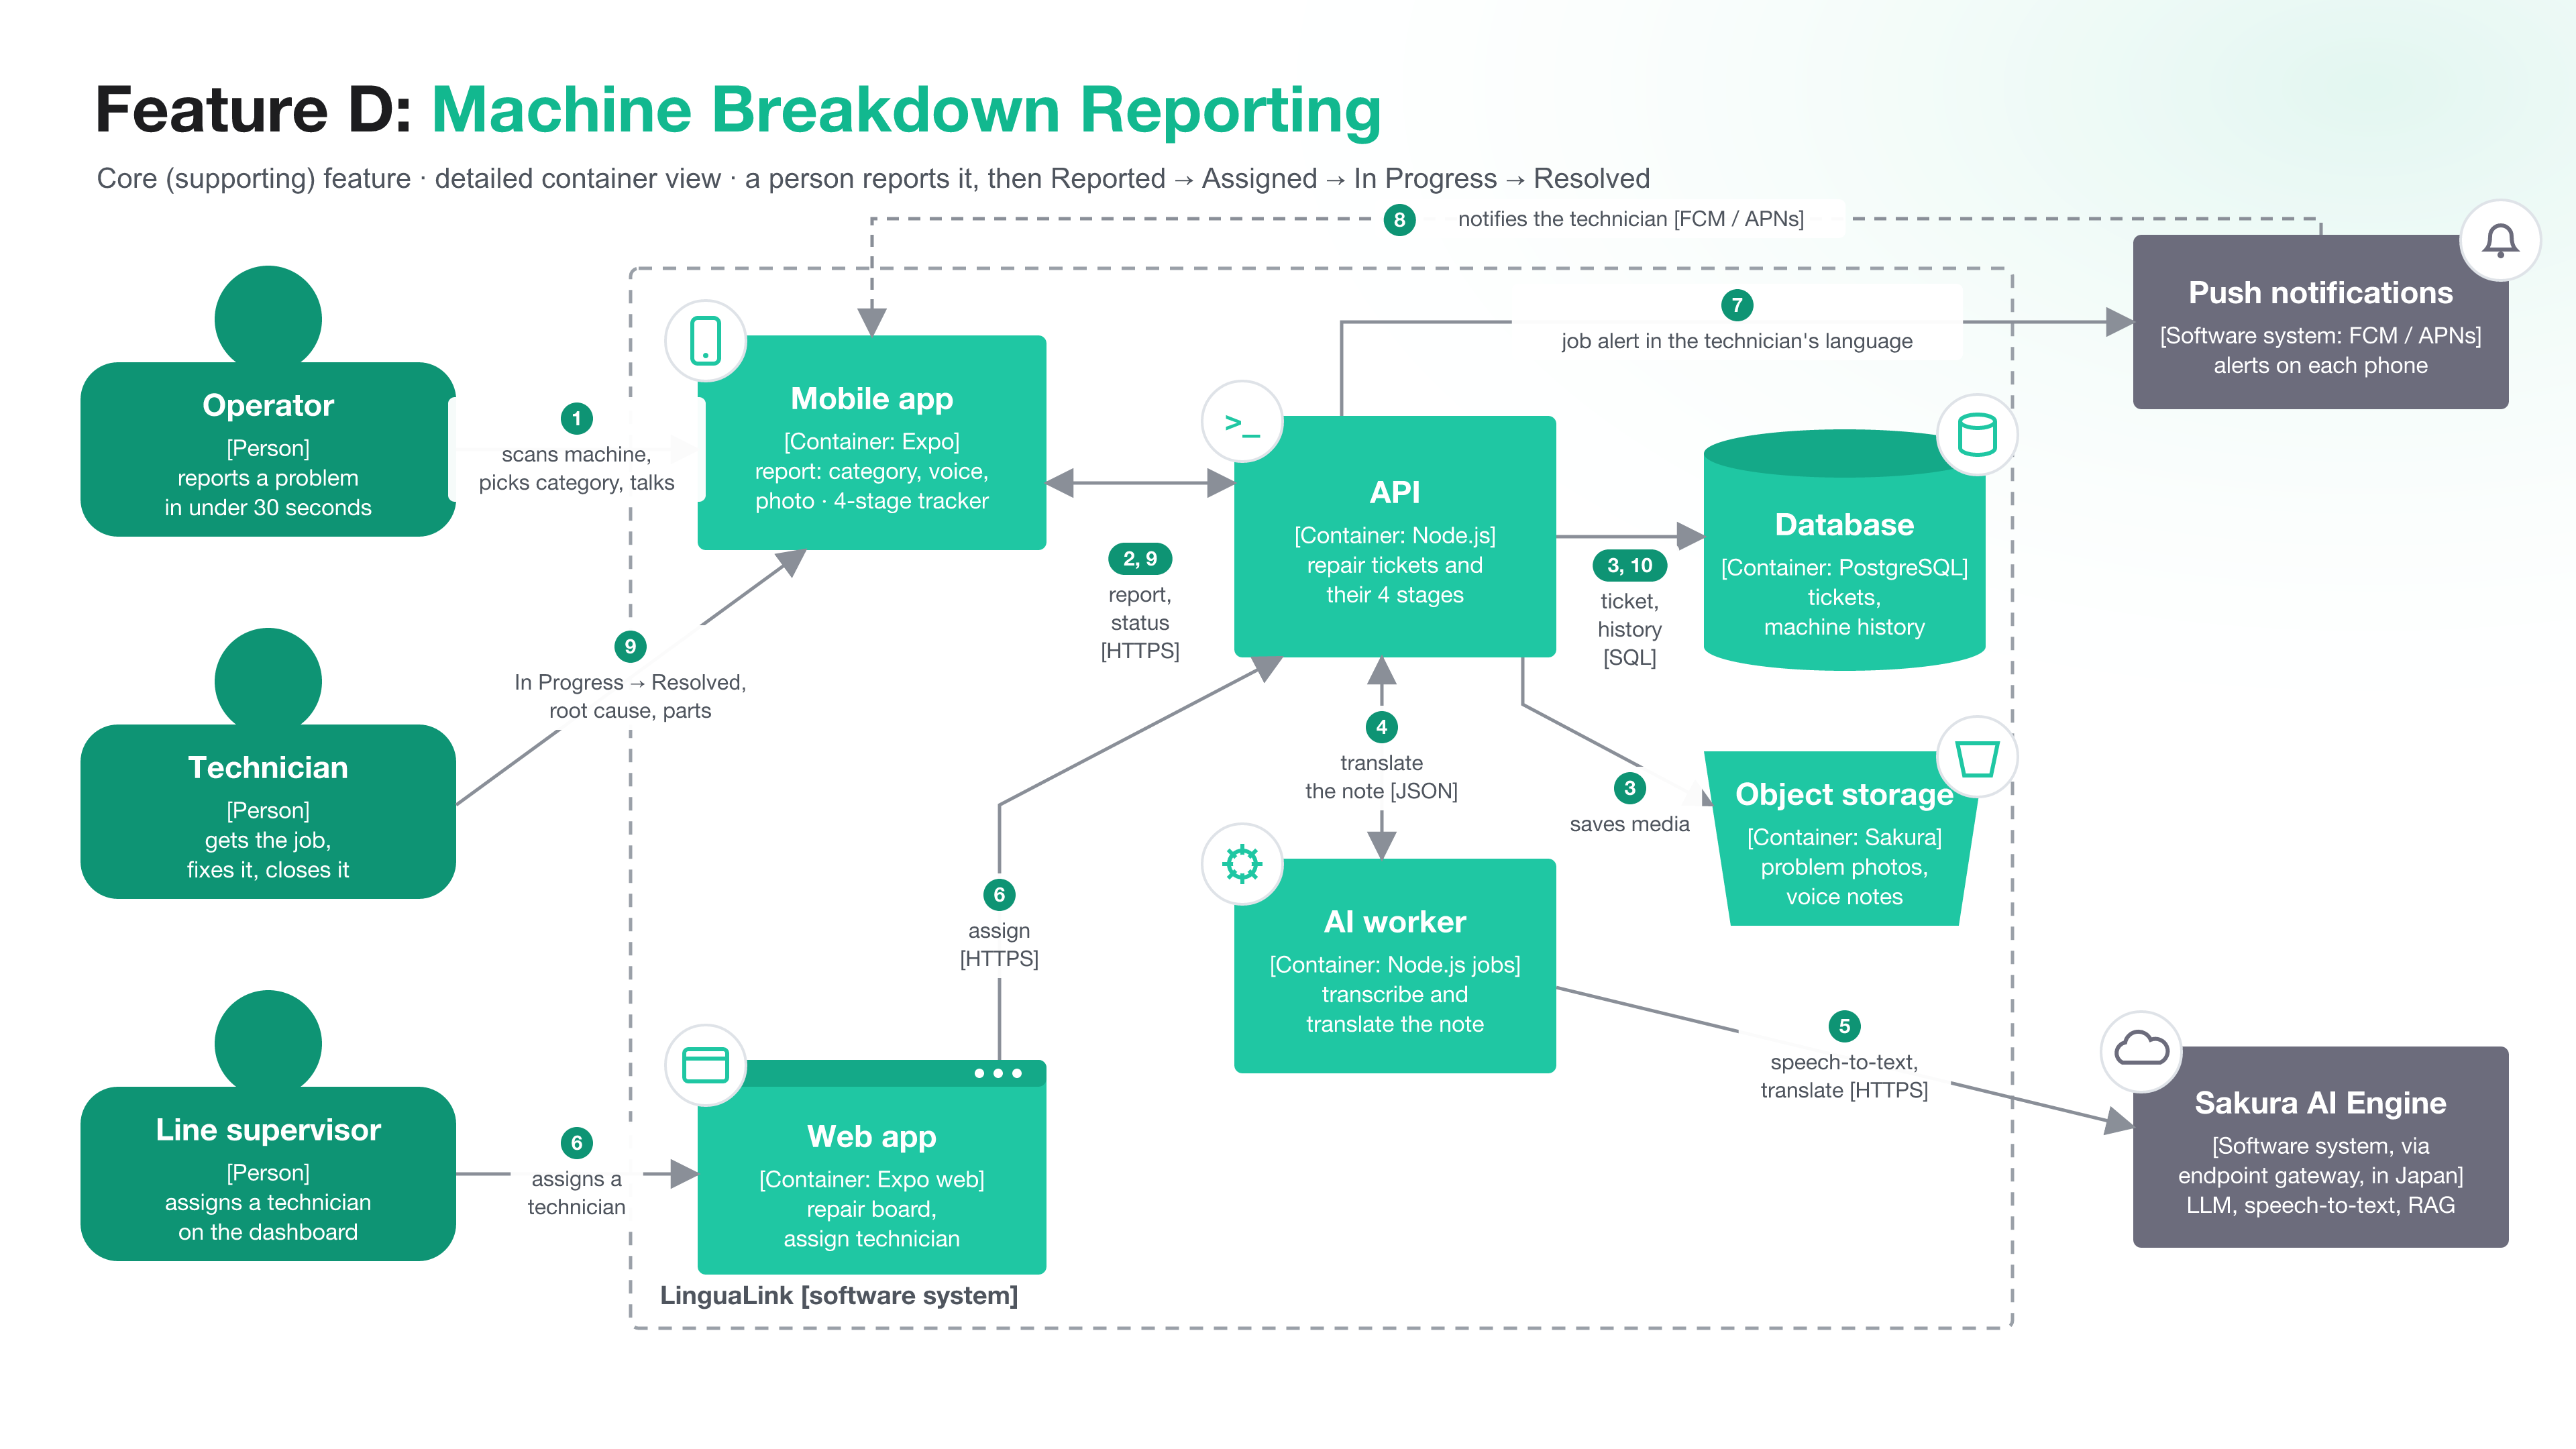 Feature D: Machine Breakdown Reporting
Core (supporting) feature · detailed container view · a person reports it, then Reported → Assigned → In Progress → Resolved
8
notifies the technician [FCM / APNs]
Push notifications
[Software system: FCM / APNs]
alerts on each phone
7
job alert in the technician's language
Operator
[Person]
reports a problem
in under 30 seconds
1
scans machine,
picks category, talks
Mobile app
[Container: Expo]
report: category, voice,
photo · 4-stage tracker
2, 9
report,
status
[HTTPS]
>_
API
[Container: Node.js]
repair tickets and
their 4 stages
3, 10
ticket,
history
[SQL]
Database
[Container: PostgreSQL]
tickets,
machine history
Technician
[Person]
gets the job,
fixes it, closes it
9
In Progress → Resolved,
root cause, parts
4
translate
the note [JSON]
3
saves media
Object storage
[Container: Sakura]
problem photos,
voice notes
6
assign
[HTTPS]
AI worker
[Container: Node.js jobs]
transcribe and
translate the note
5
speech-to-text,
translate [HTTPS]
Sakura AI Engine
[Software system, via
endpoint gateway, in Japan]
LLM, speech-to-text, RAG
Line supervisor
[Person]
assigns a technician
on the dashboard
6
assigns a
technician
Web app
[Container: Expo web]
repair board,
assign technician
LinguaLink [software system]